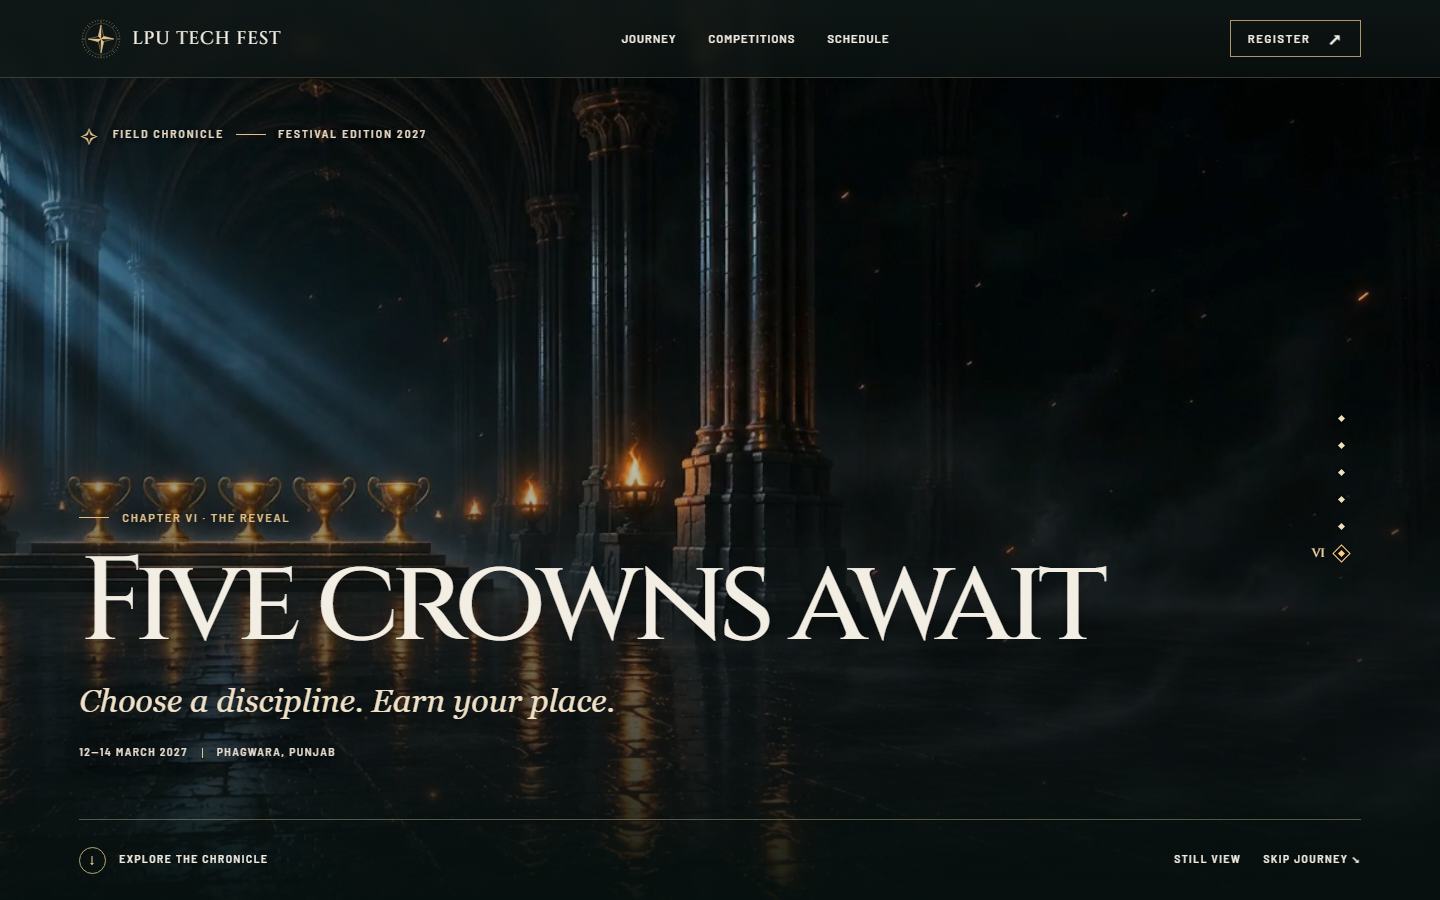 LPU TECH FEST
JOURNEY COMPETITIONS SCHEDULE
REGISTER ↗
FIELD CHRONICLE — FESTIVAL EDITION 2027
VI
CHAPTER VI · THE REVEAL
FIVE CROWNS AWAIT
Choose a discipline. Earn your place.
12–14 MARCH 2027 | PHAGWARA, PUNJAB
↓ EXPLORE THE CHRONICLE
STILL VIEW SKIP JOURNEY ↘